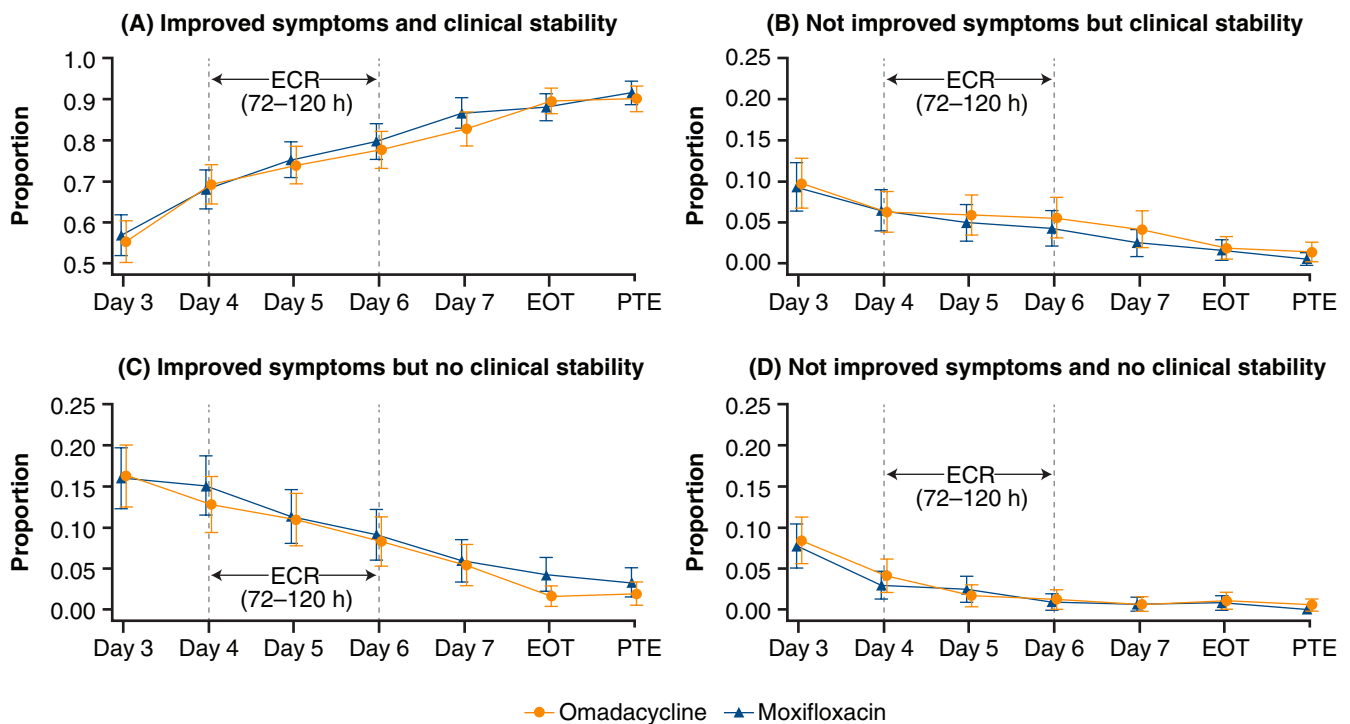 (A) Improved symptoms and clinical stability
Proportion
1.0
0.9
0.8
0.7
0.6
0.5
ECR
(72–120 h)
Day 3 Day 4 Day 5 Day 6 Day 7 EOT PTE
(B) Not improved symptoms but clinical stability
Proportion
0.25
0.20
0.15
0.10
0.05
0.00
ECR
(72–120 h)
Day 3 Day 4 Day 5 Day 6 Day 7 EOT PTE
(C) Improved symptoms but no clinical stability
Proportion
0.25
0.20
0.15
0.10
0.05
0.00
ECR
(72–120 h)
Day 3 Day 4 Day 5 Day 6 Day 7 EOT PTE
(D) Not improved symptoms and no clinical stability
Proportion
0.25
0.20
0.15
0.10
0.05
0.00
ECR
(72–120 h)
Day 3 Day 4 Day 5 Day 6 Day 7 EOT PTE
Omadacycline Moxifloxacin